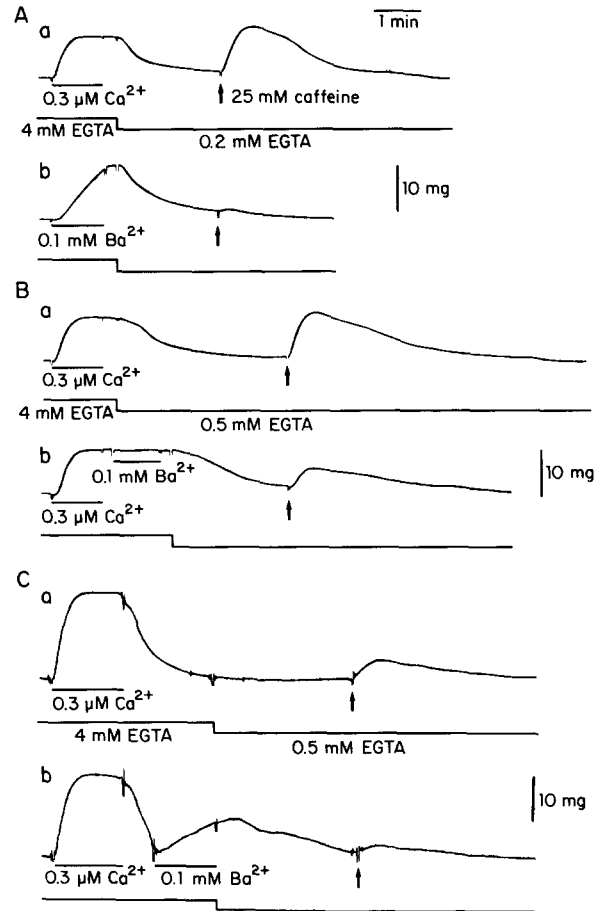 A
1 min
a
0.3 µM Ca2+
25 mM caffeine
4 mM EGTA
0.2 mM EGTA
b
10 mg
0.1 mM Ba2+
B
a
0.3 µM Ca2+
4 mM EGTA
0.5 mM EGTA
b
0.1 mM Ba2+
10 mg
0.3 µM Ca2+
C
a
0.3 µM Ca2+
4 mM EGTA
0.5 mM EGTA
b
10 mg
0.3 µM Ca2+ 0.1 mM Ba2+